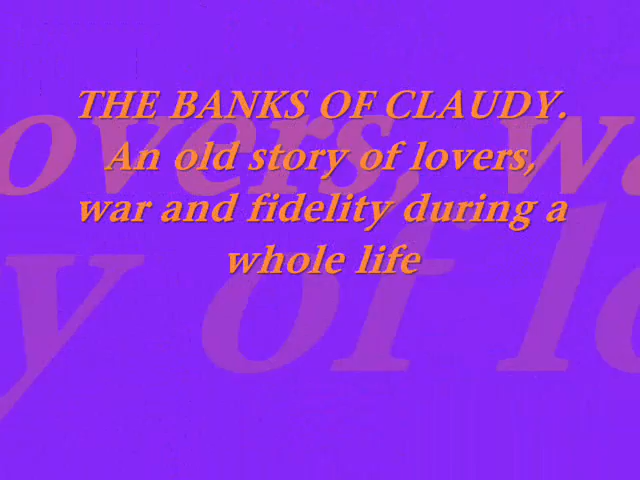 THE BANKS OF CLAUDY.
An old story of lovers,
war and fidelity during a
whole life